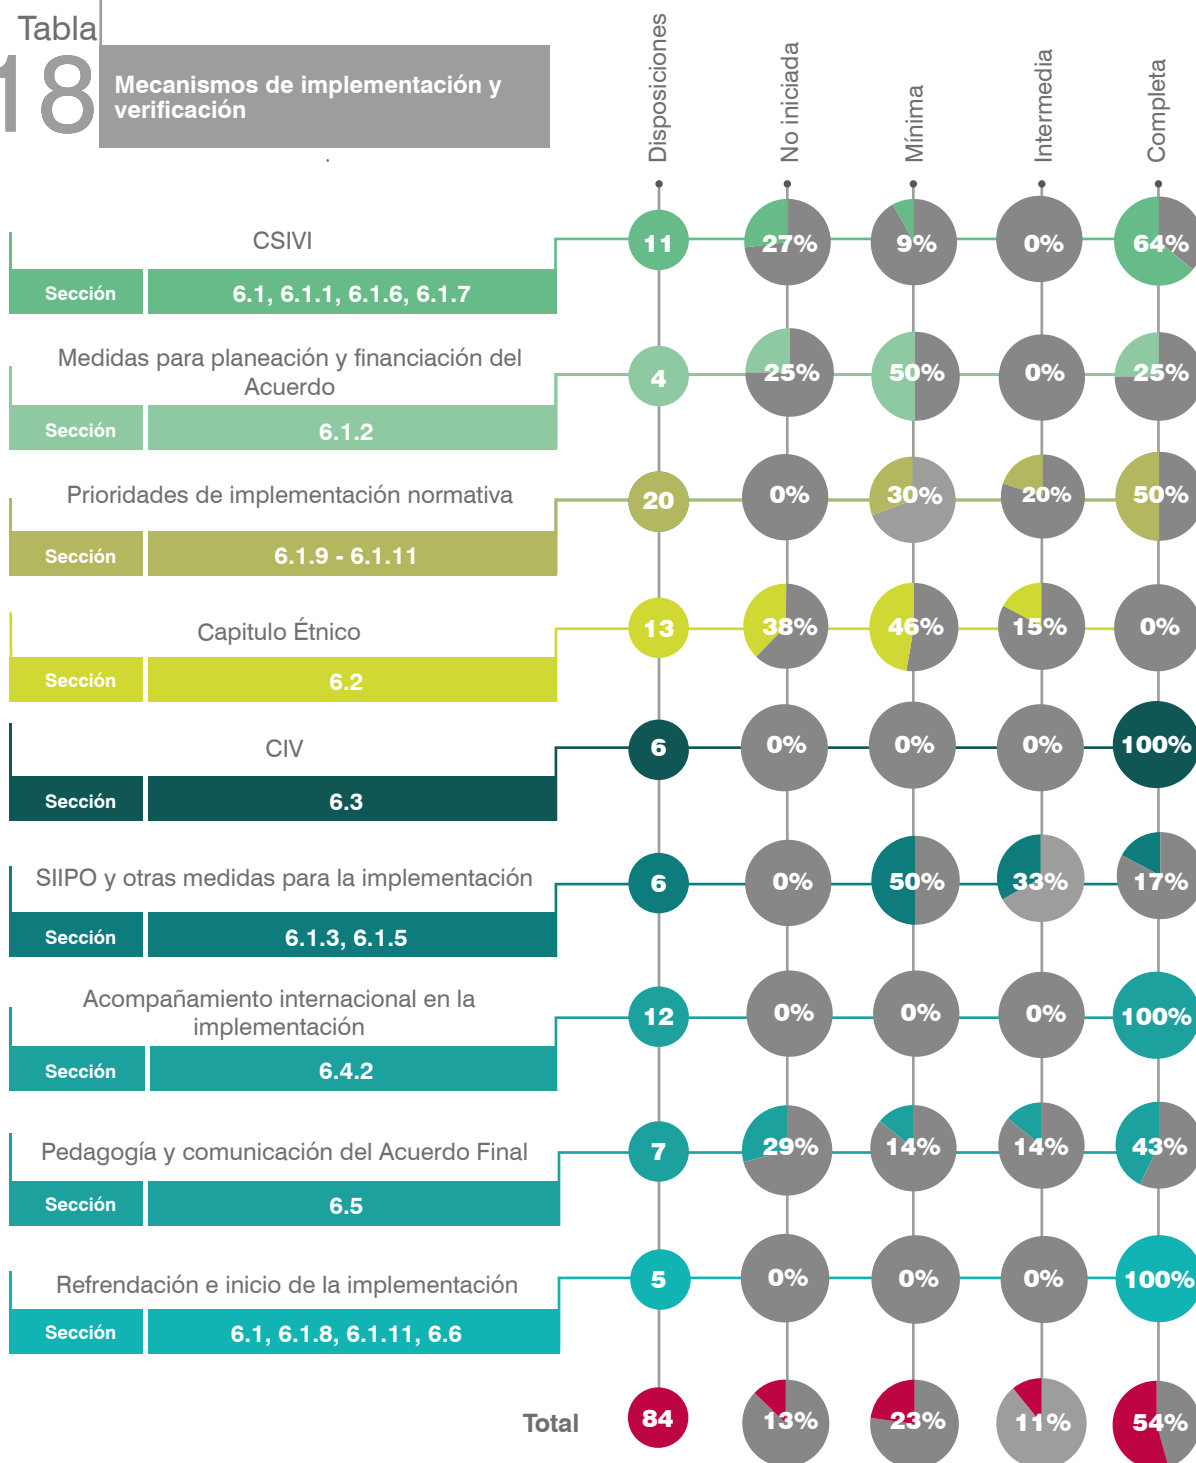 Tabla
18
Mecanismos de implementación y
verificación
Disposiciones
No iniciada
Mínima
Intermedia
Completa
CSIVI
Sección 6.1, 6.1.1, 6.1.6, 6.1.7
11 27% 9% 0% 64%
Medidas para planeación y financiación del
Acuerdo
Sección 6.1.2
4 25% 50% 0% 25%
Prioridades de implementación normativa
Sección 6.1.9 - 6.1.11
20 0% 30% 20% 50%
Capitulo Étnico
Sección 6.2
13 38% 46% 15% 0%
CIV
Sección 6.3
6 0% 0% 0% 100%
SIIPO y otras medidas para la implementación
Sección 6.1.3, 6.1.5
6 0% 50% 33% 17%
Acompañamiento internacional en la
implementación
Sección 6.4.2
12 0% 0% 0% 100%
Pedagogía y comunicación del Acuerdo Final
Sección 6.5
7 29% 14% 14% 43%
Refrendación e inicio de la implementación
Sección 6.1, 6.1.8, 6.1.11, 6.6
5 0% 0% 0% 100%
Total 84 13% 23% 11% 54%